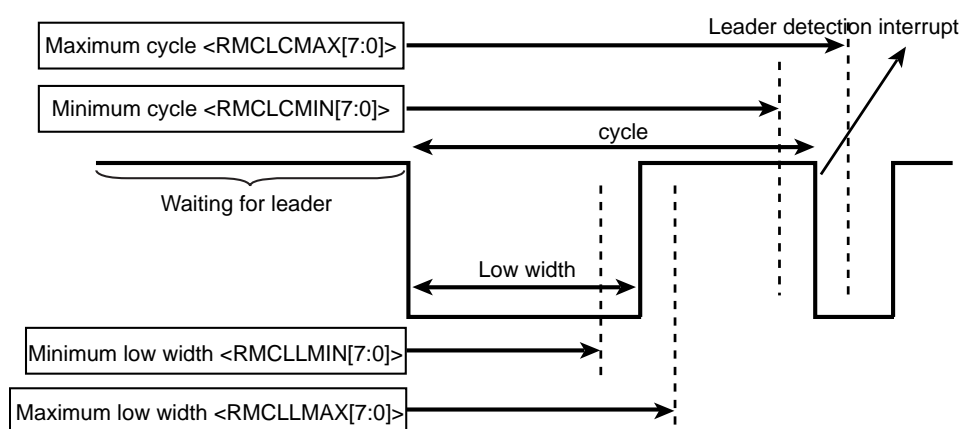 Leader detection interrupt
Maximum cycle <RMCLCMAX[7:0]>
Minimum cycle <RMCLCMIN[7:0]>
cycle
Waiting for leader
Low width
Minimum low width <RMCLLMIN[7:0]>
Maximum low width <RMCLLMAX[7:0]>